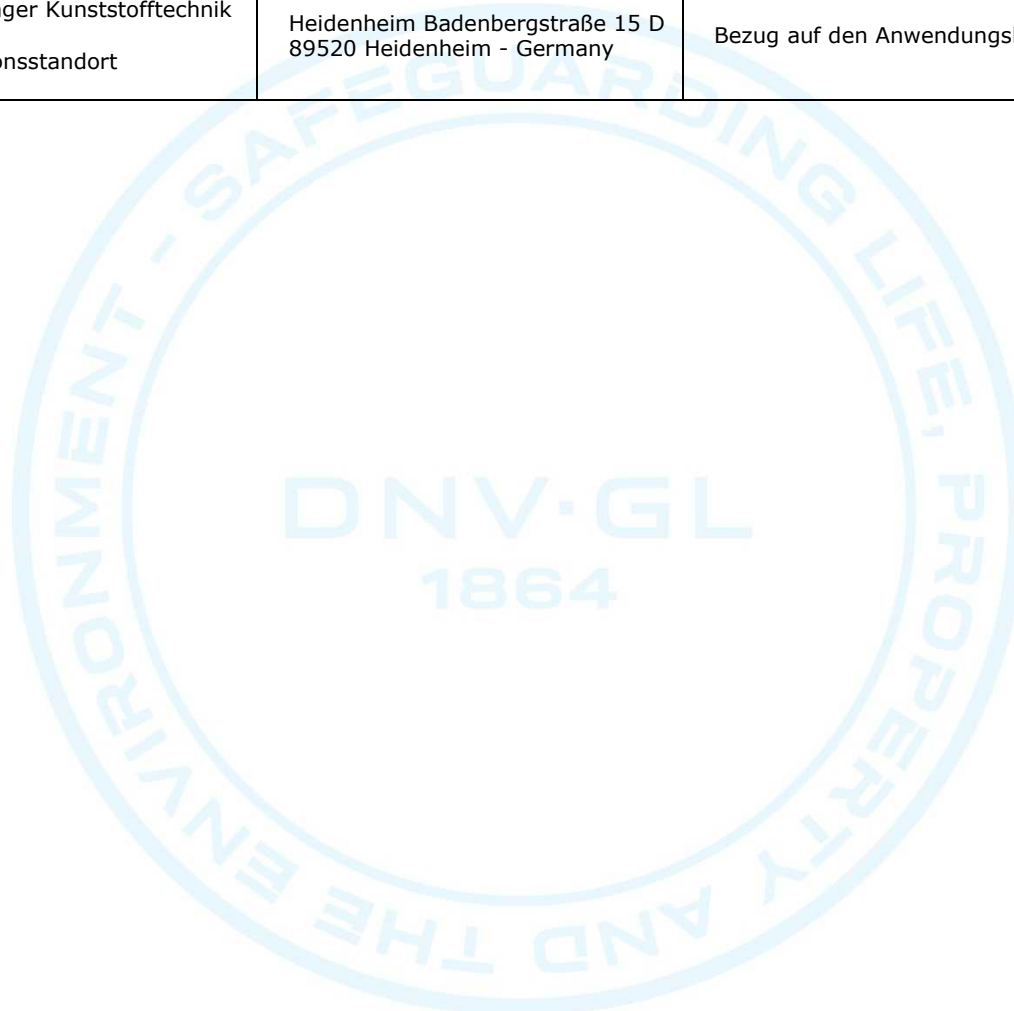 ger Kunststofftechnik
onsstandort
Heidenheim Badenbergstraße 15 D
89520 Heidenheim - Germany
Bezug auf den Anwendungs
SAFEGUARDING LIFE, PROPERTY AND THE ENVIRONMENT -
DNV·GL
1864